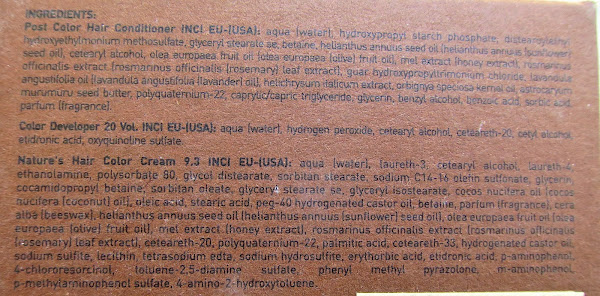 INGREDIENTS:
Post Color Hair Conditioner INCI EU-(USA): aqua (water), hydroxypropyl starch phosphate, distearoylethyl
hydroxyethylmonium methosulfate, glyceryl stearate se, betaine, helianthus annuus seed oil (helianthus annuus (sunflower)
seed oil), cetearyl alcohol, olea europaea fruit oil (olea europaea (olive) fruit oil), mel extract (honey extract), rosmarinus
officinalis extract (rosmarinus officinalis (rosemary) leaf extract), guar hydroxypropyltrimonium chloride, lavandula
angustifolia oil (lavandula angustifolia (lavander) oil), helichrysum italicum extract, orbignya speciosa kernel oil, astrocaryum
murumuru seed butter, polyquaternium-22, caprylic/capric triglyceride, glycerin, benzyl alcohol, benzoic acid, sorbic acid,
parfum (fragrance).
Color Developer 20 Vol. INCI EU-(USA): aqua (water), hydrogen peroxide, cetearyl alcohol, ceteareth-20, cetyl alcohol,
etidronic acid, oxyquinoline sulfate.
Nature's Hair Color Cream 9.3 INCI EU-(USA): aqua (water), laureth-3, cetearyl alcohol, laureth-4,
ethanolamine, polysorbate 80, glycol distearate, sorbitan stearate, sodium C14-16 olefin sulfonate, glycerin,
cocamidopropyl betaine, sorbitan oleate, glyceryl stearate se, glyceryl isostearate, cocos nucifera oil (cocos
nucifera (coconut) oil), oleic acid, stearic acid, peg-40 hydrogenated castor oil, betaine, parfum (fragrance), cera
alba (beeswax), helianthus annuus seed oil (helianthus annuus (sunflower) seed oil), olea europaea fruit oil (olea
europaea (olive) fruit oil), mel extract (honey extract), rosmarinus officinalis extract (rosmarinus officinalis
(rosemary) leaf extract), ceteareth-20, polyquaternium-22, palmitic acid, ceteareth-33, hydrogenated castor oil,
sodium sulfite, lecithin, tetrasodium edta, sodium hydrosulfite, erythorbic acid, etidronic acid, p-aminophenol,
4-chlororesorcinol, toluene-2,5-diamine sulfate, phenyl methyl pyrazolone, m-aminophenol,
p-methylaminophenol sulfate, 4-amino-2-hydroxytoluene.